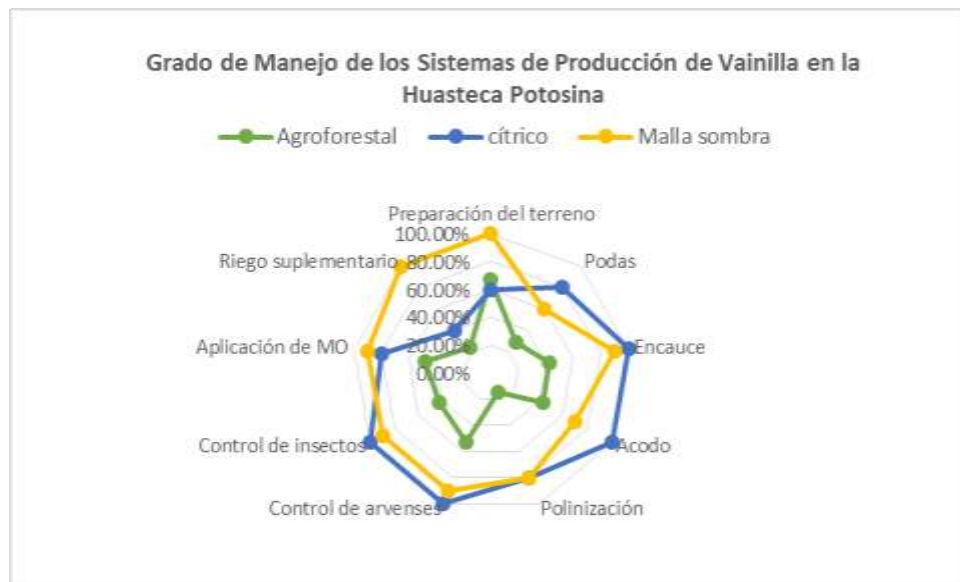 Grado de Manejo de los Sistemas de Producción de Vainilla en la
Huasteca Potosina
Agroforestal cítrico Malla sombra
Preparación del terreno
100.00%
Riego suplementario 80.00% Podas
60.00%
40.00%
Aplicación de MO 20.00% Encauce
0.00%
Control de insectos Acodo
Control de arvenses Polinización